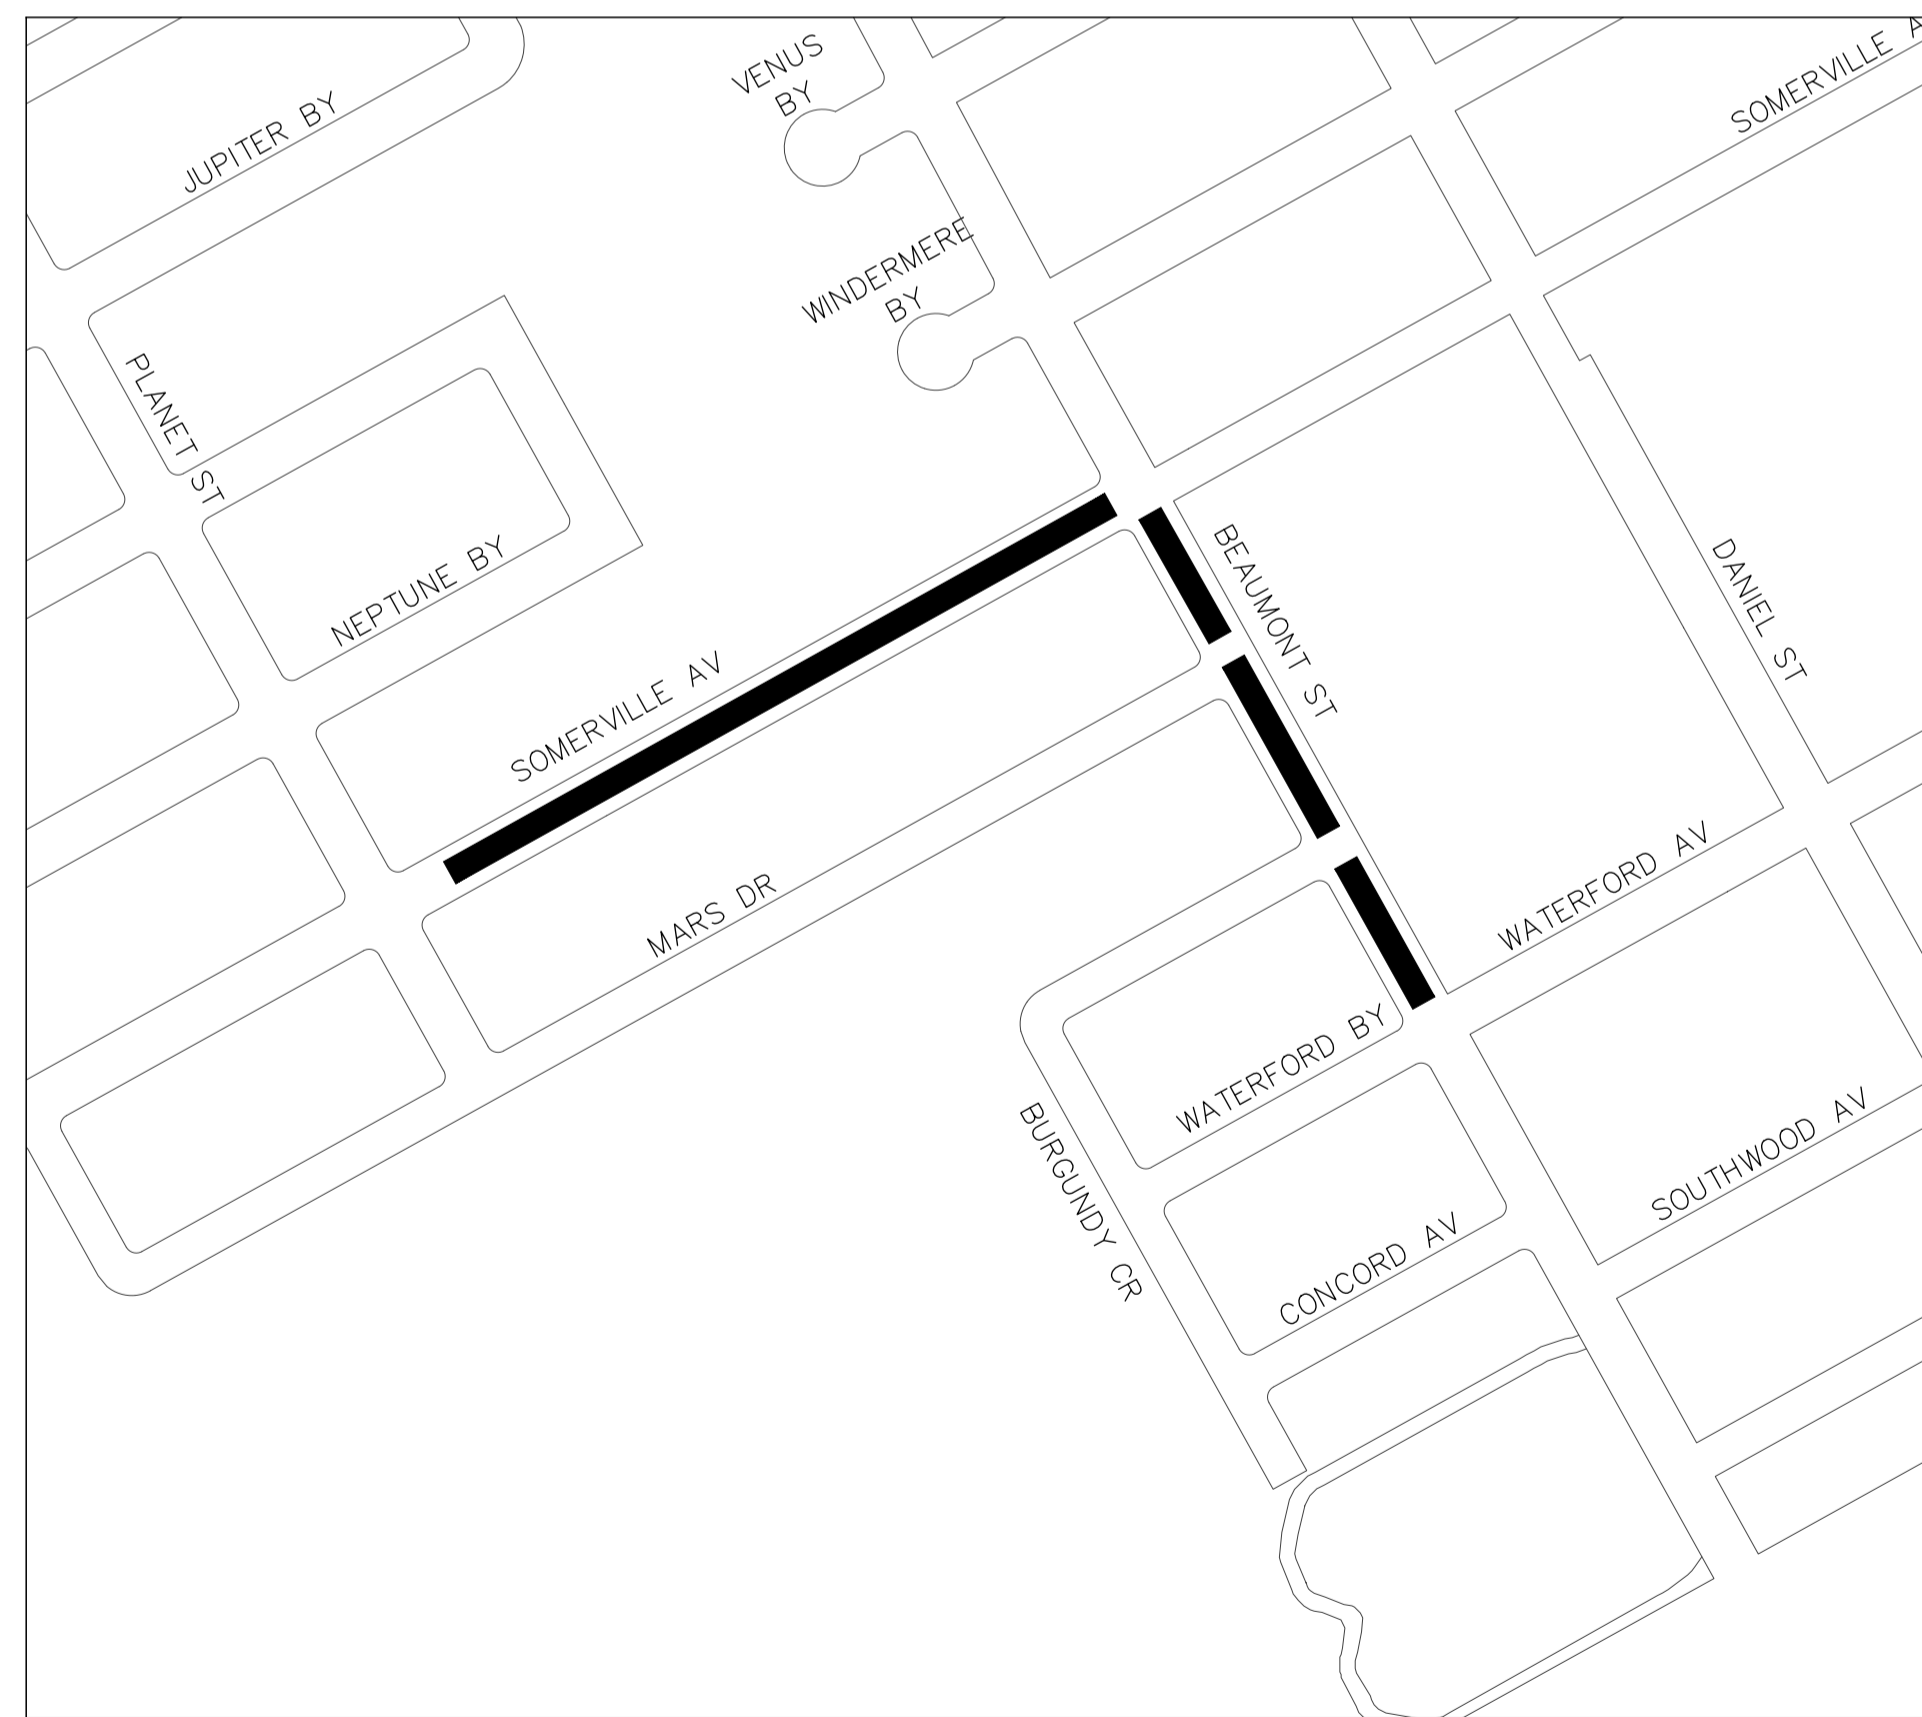 VENUS
BY
SOMERVILLE A
JUPITER BY
WINDERMERE
BY
PLANET ST
NEPTUNE BY
BEAUMONT ST
DANIEL ST
SOMERVILLE AV
MARS DR
WATERFORD AV
WATERFORD BY
BURGUNDY CR
SOUTHWOOD AV
CONCORD AV